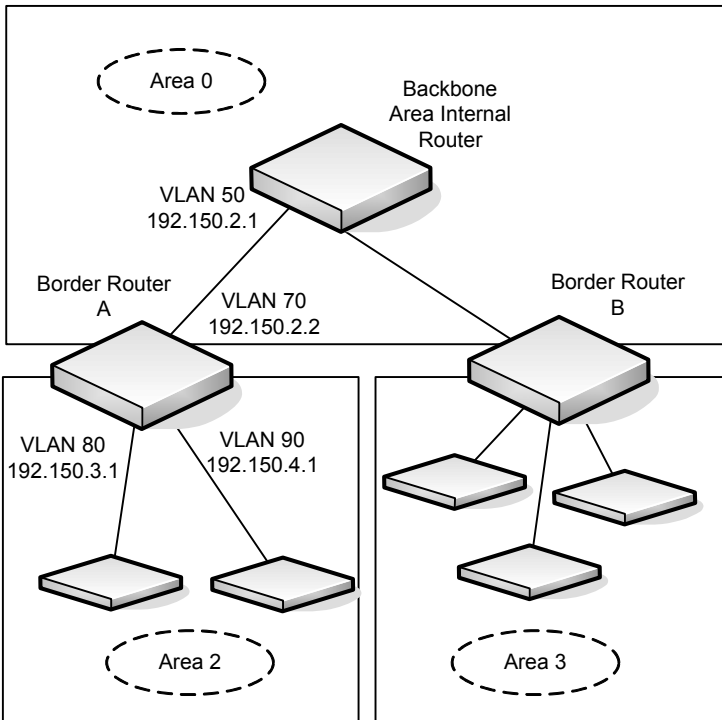 Area 0
Backbone
Area Internal
Router
VLAN 50
192.150.2.1
Border Router
A
VLAN 70
192.150.2.2
Border Router
B
VLAN 80
192.150.3.1
VLAN 90
192.150.4.1
Area 2
Area 3